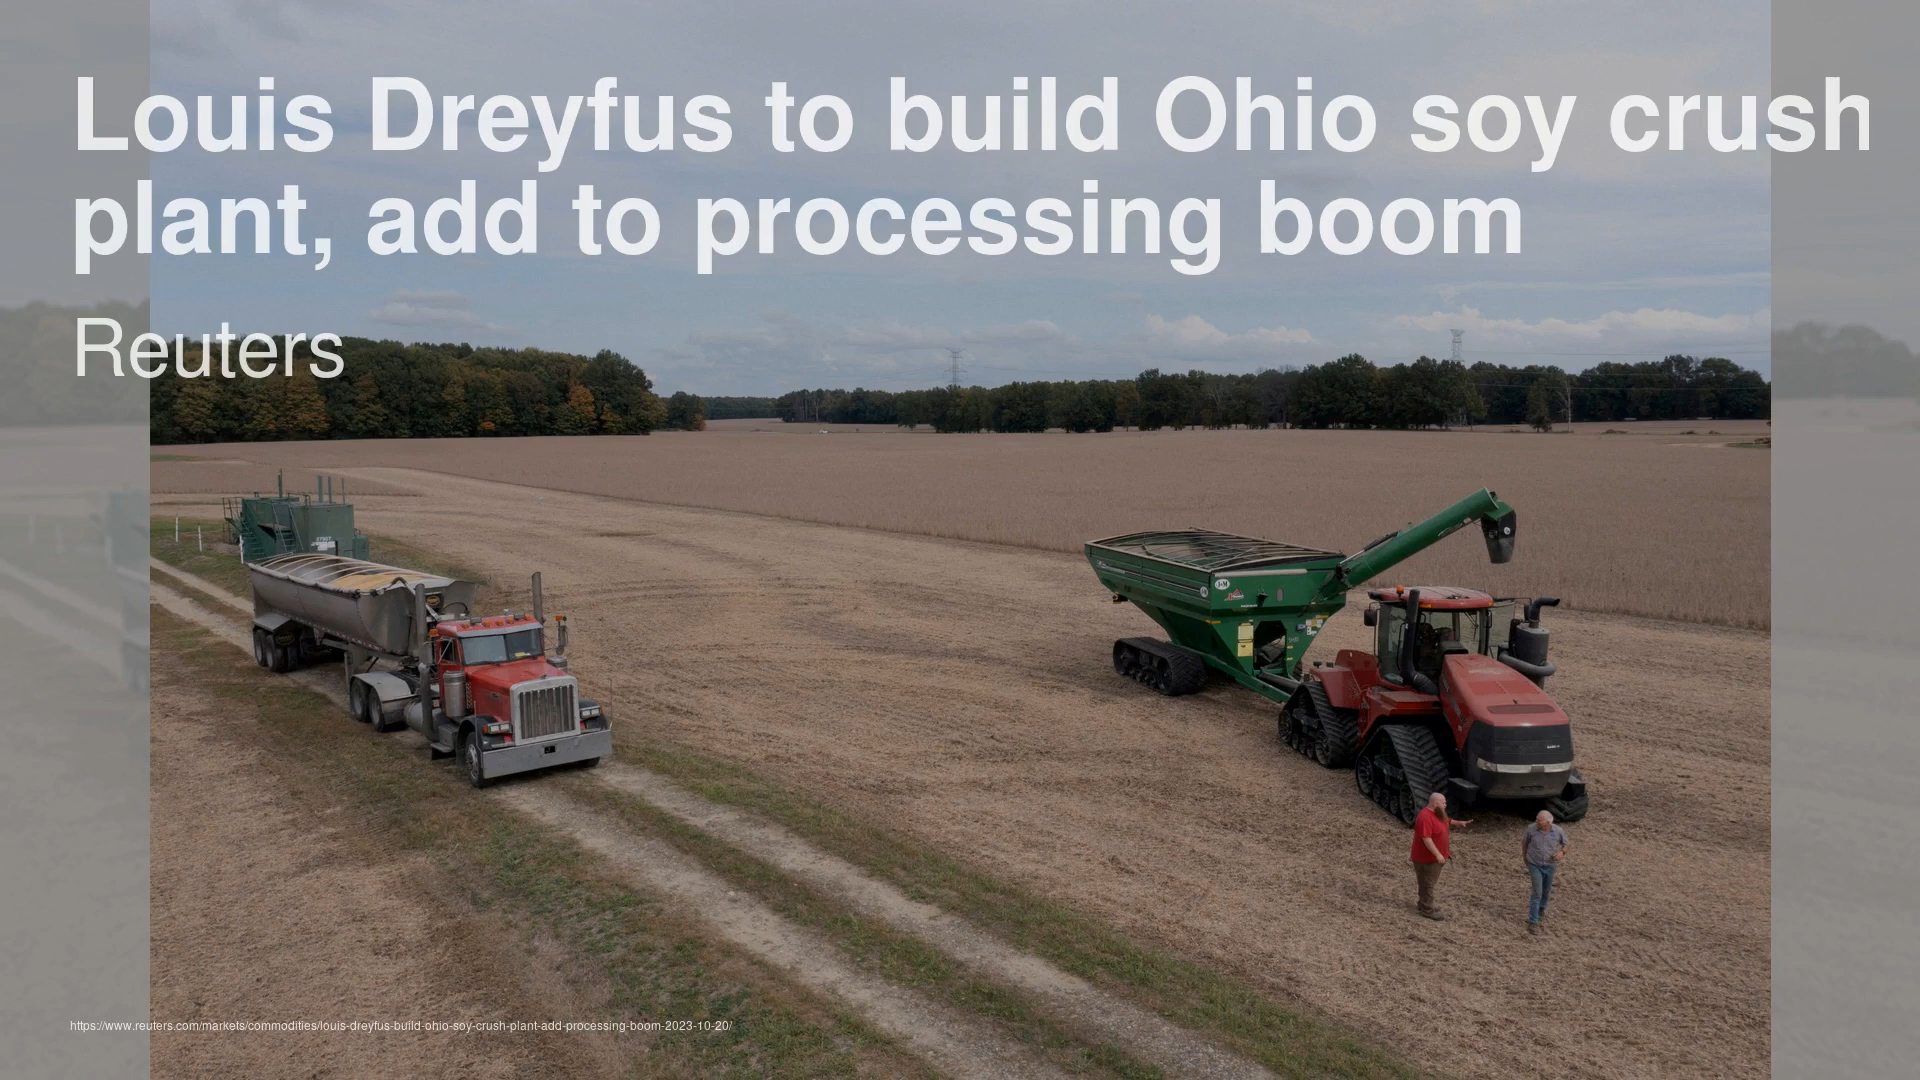 Louis Dreyfus to build Ohio soy crush
plant, add to processing boom
Reuters
J&M
https://www.reuters.com/markets/commodities/louis-dreyfus-build-ohio-soy-crush-plant-add-processing-boom-2023-10-20/